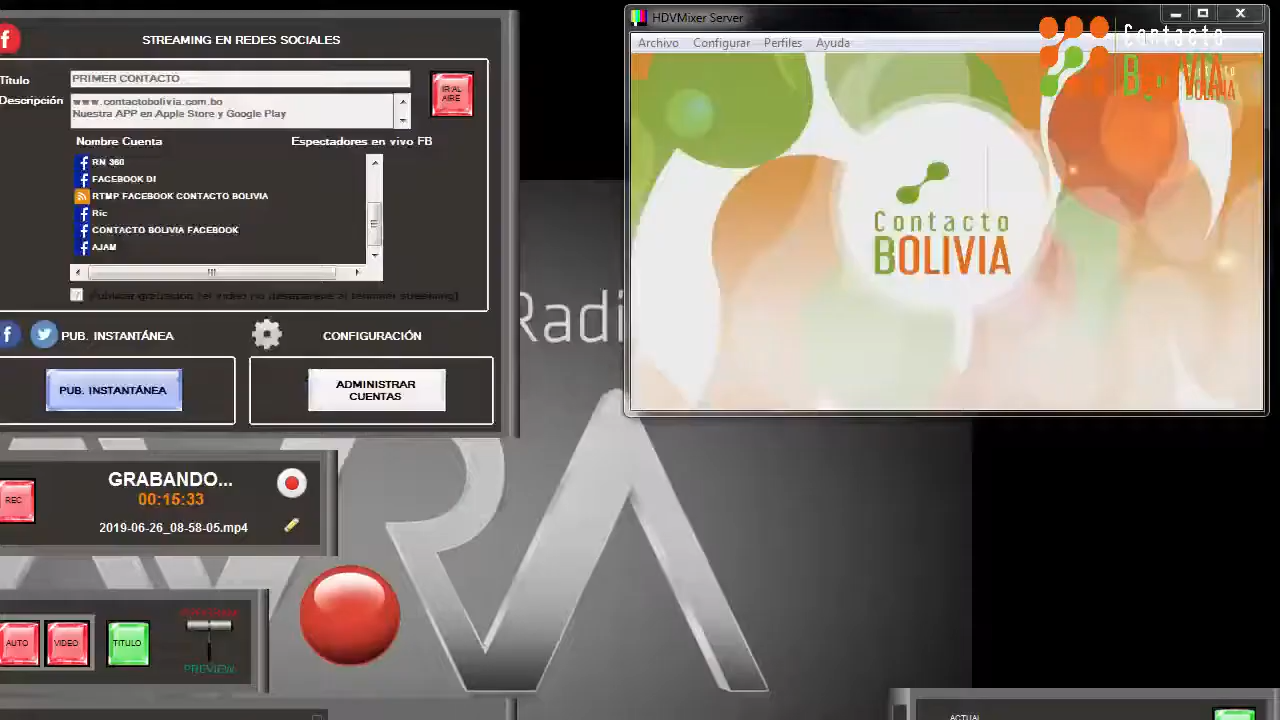 STREAMING EN REDES SOCIALES
Título
PRIMER CONTACTO
Descripción
www.contactobolivia.com.bo
Nuestra APP en Apple Store y Google Play
IR AL
AIRE
Nombre Cuenta
Espectadores en vivo FB
RN 360
FACEBOOK DI
RTMP FACEBOOK CONTACTO BOLIVIA
Ric
CONTACTO BOLIVIA FACEBOOK
AJAM
PUB. INSTANTÁNEA
CONFIGURACIÓN
PUB. INSTANTÁNEA
ADMINISTRAR
CUENTAS
REC
GRABANDO...
00:15:33
2019-06-26_08-58-05.mp4
AUTO
VIDEO
TITULO
PREVIEW
Radi
HDVMixer Server
Archivo
Configurar
Perfiles
Ayuda
Contacto
BOLIVIA
Contacto
ACTUAL